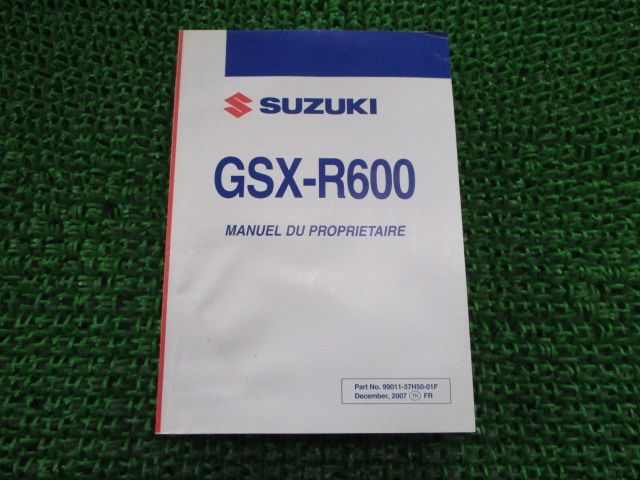 SUZUKI
GSX-R600
MANUEL DU PROPRIETAIRE
Part No. 99011-37H50-01F
December, 2007 TK FR